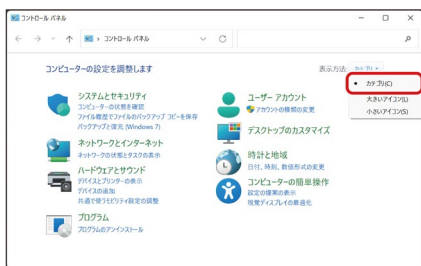 コントロール パネル
コントロール パネル
コンピューターの設定を調整します
表示方法: カテゴリ
カテゴリ(C)
大きいアイコン(L)
小さいアイコン(S)
システムとセキュリティ
コンピューターの状態を確認
ファイル履歴でファイルのバックアップ コピーを保存
バックアップと復元 (Windows 7)
ネットワークとインターネット
ネットワークの状態とタスクの表示
ハードウェアとサウンド
デバイスとプリンターの表示
デバイスの追加
共通で使うモビリティ設定の調整
プログラム
プログラムのアンインストール
ユーザー アカウント
アカウントの種類の変更
デスクトップのカスタマイズ
時計と地域
日付、時刻、数値形式の変更
コンピューターの簡単操作
設定の提案の表示
視覚ディスプレイの最適化